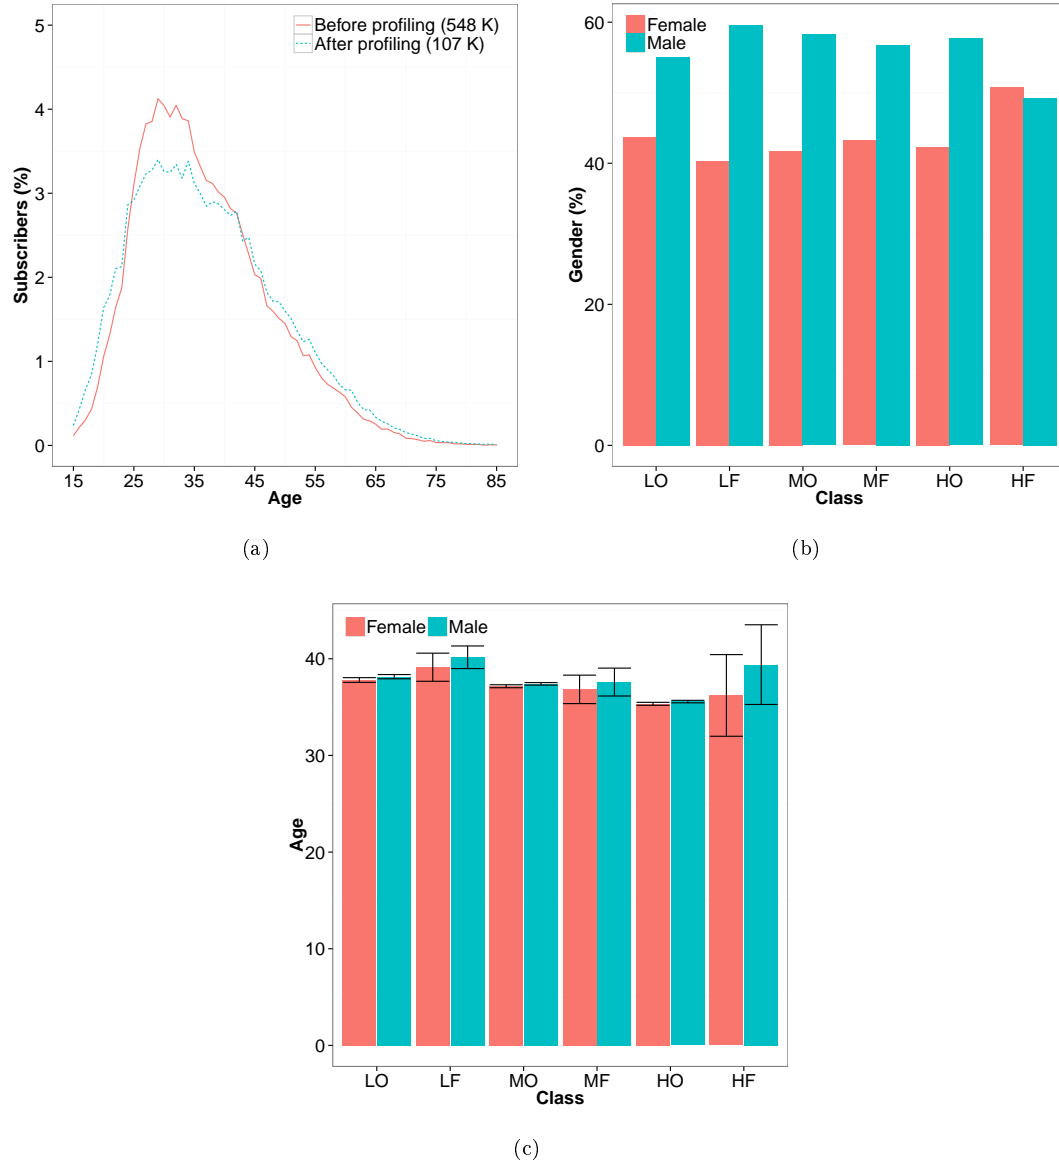 Before profiling (548 K)
After profiling (107 K)
5
4
3
2
1
0
Subscribers (%)
15 25 35 45 55 65 75 85
Age
(a)
Female
Male
60
40
20
0
Gender (%)
LO LF MO MF HO HF
Class
(b)
Female Male
40
30
20
10
0
Age
LO LF MO MF HO HF
Class
(c)